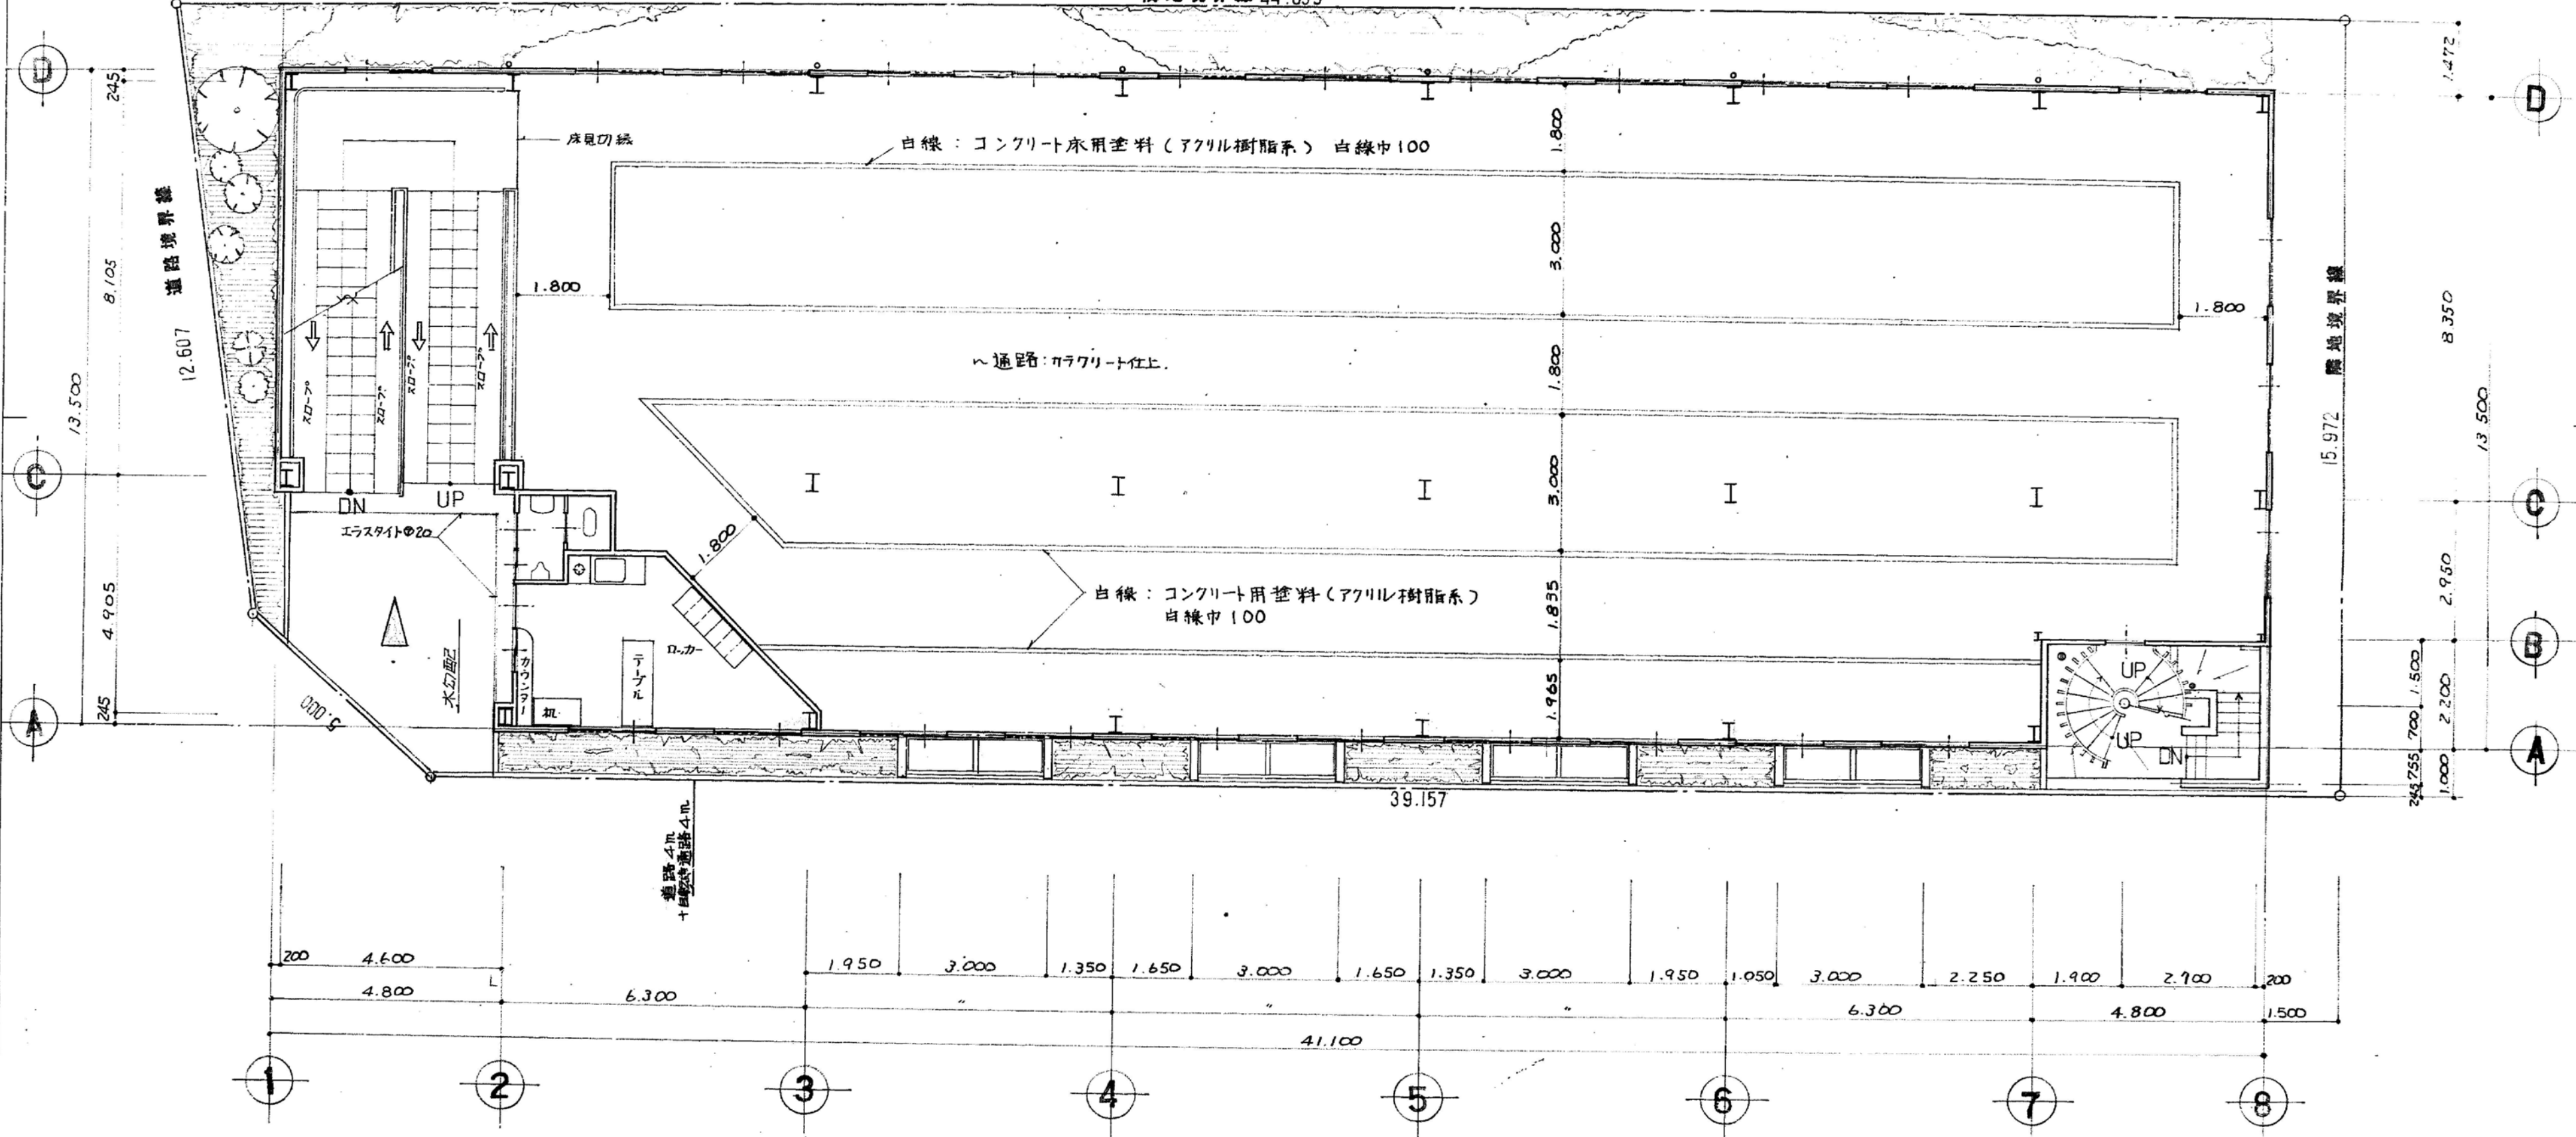 D
245
8.105
13.500
C
4.905
245
A
道路境界線
12.607
5.000
床見切縁
白線：コンクリート床用塗料（アクリル樹脂系） 白線巾100
1.800
3.000
1.800
3.000
1.835
1.965
1.800
1.800
1.800
〜通路：カラクリート仕上.
スロープ
スロープ
スロープ
スロープ
DN
UP
エラスタイト⑦20
水勾配
カウンター
机
テーブル
ロッカー
白線：コンクリート用塗料（アクリル樹脂系）
白線巾100
UP
UP
DN
隣地境界線
15.972
1.472
D
8.350
13.500
C
2.950
B
1.500
2.200
700
A
755
245
1.000
39.157
道路4m
200
4.600
1.950
3.000
1.350
1.650
3.000
1.650
1.350
3.000
1.950
1.050
3.000
2.250
1.900
2.700
200
4.800
6.300
〃
〃
〃
6.300
4.800
1.500
41.100
1
2
3
4
5
6
7
8